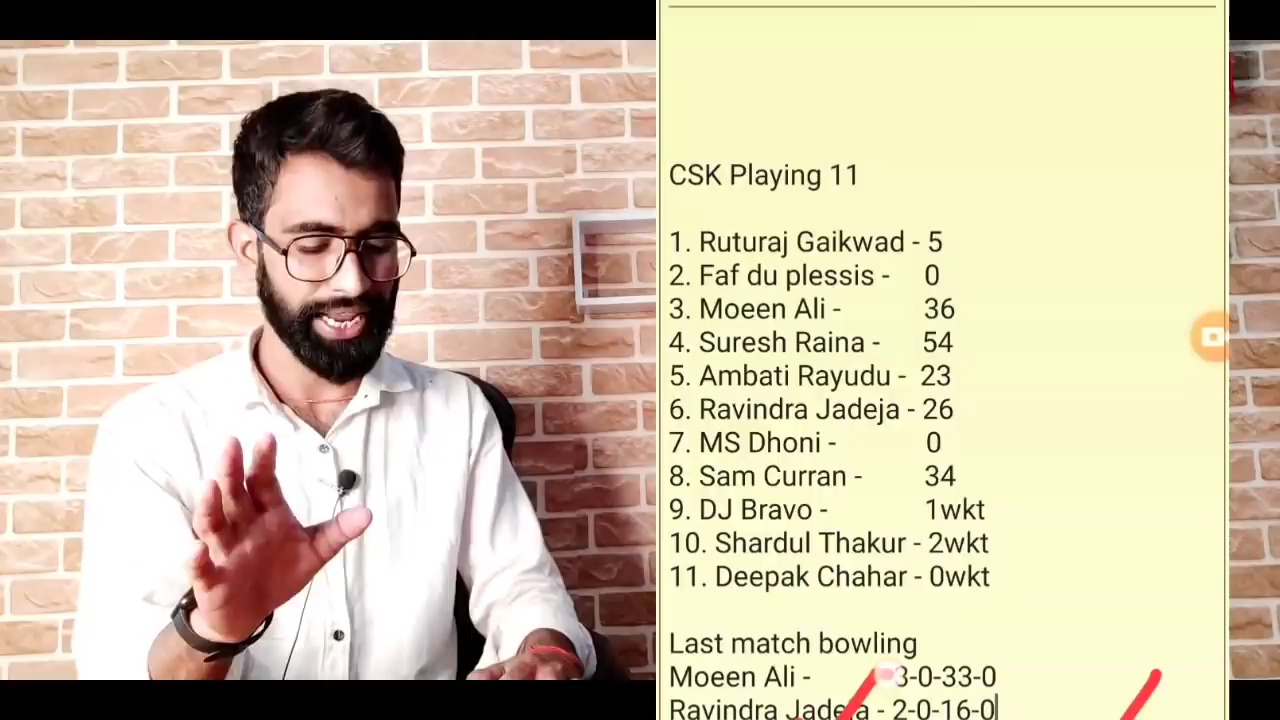 CSK Playing 11
1. Ruturaj Gaikwad - 5
2. Faf du plessis - 0
3. Moeen Ali - 36
4. Suresh Raina - 54
5. Ambati Rayudu - 23
6. Ravindra Jadeja - 26
7. MS Dhoni - 0
8. Sam Curran - 34
9. DJ Bravo - 1wkt
10. Shardul Thakur - 2wkt
11. Deepak Chahar - 0wkt
Last match bowling
Moeen Ali - 3-0-33-0
Ravindra Jadeja - 2-0-16-0